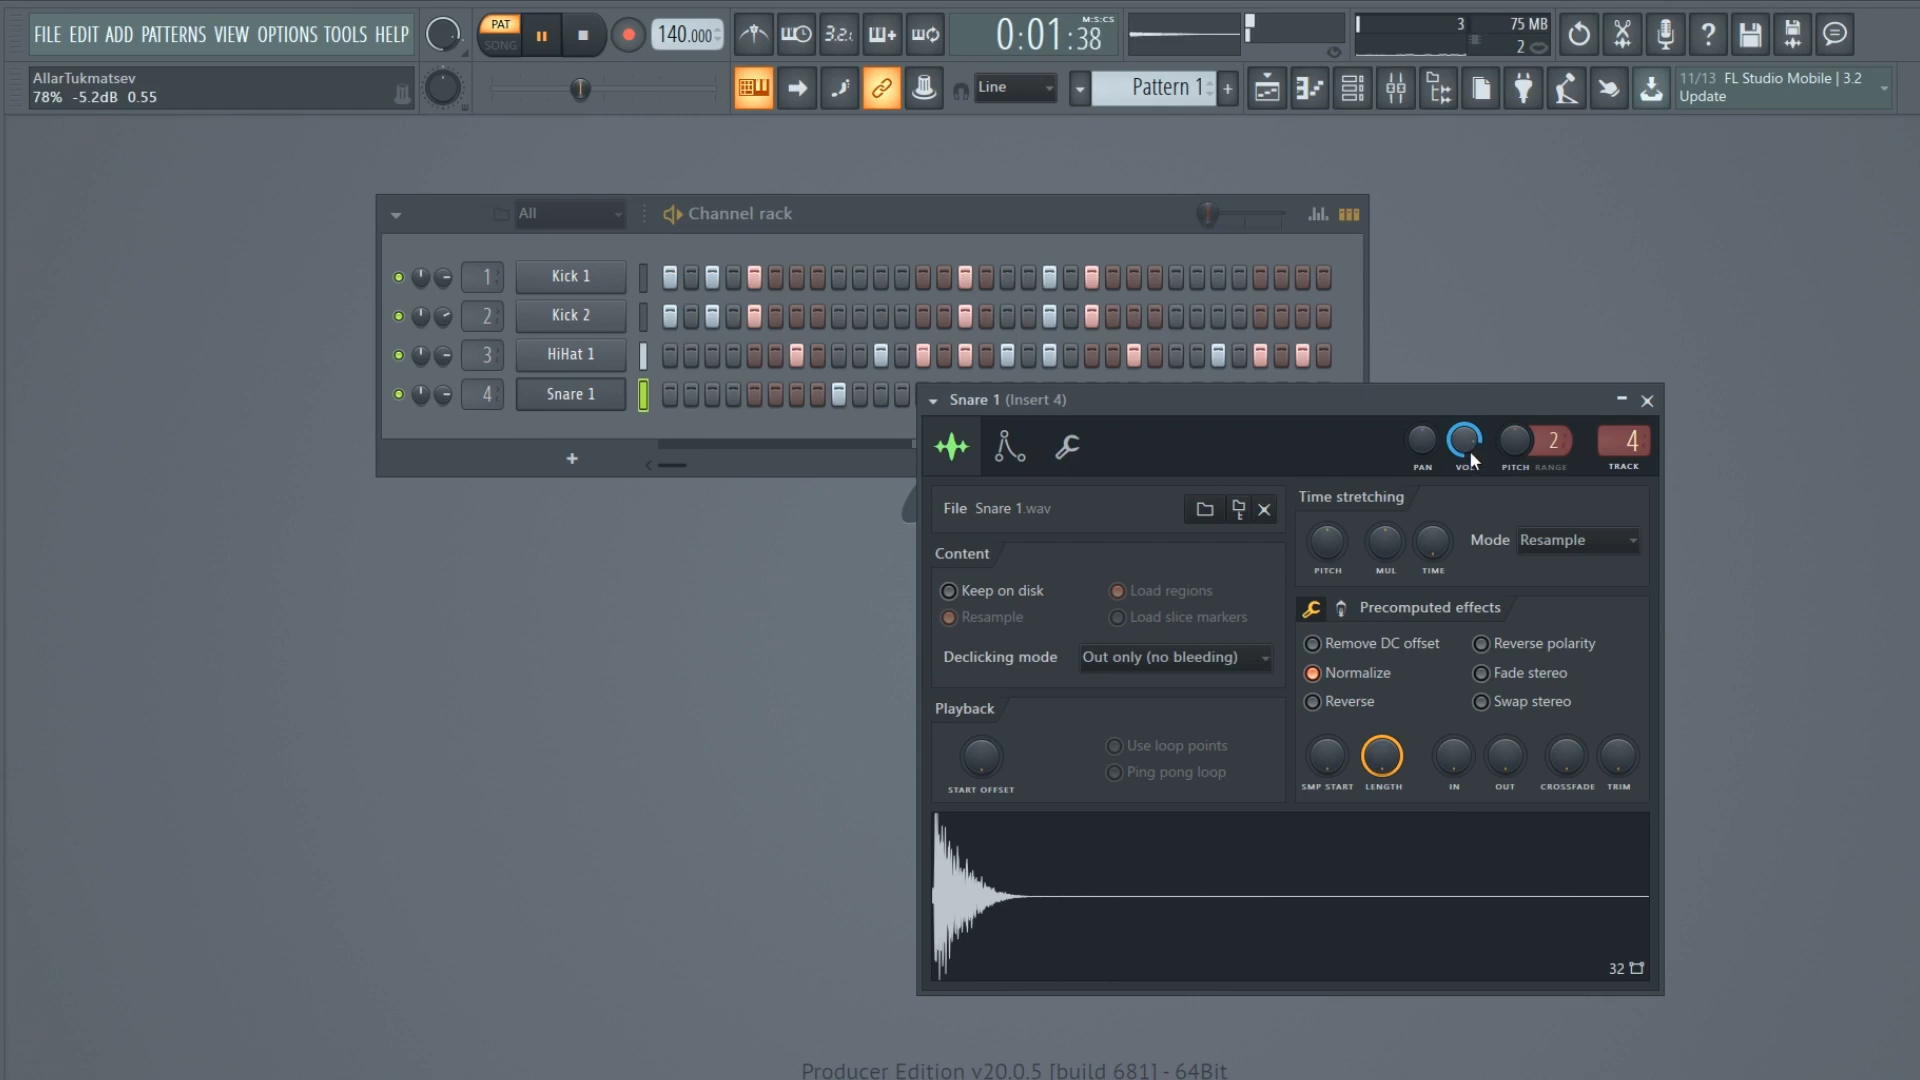 FILE EDIT ADD PATTERNS VIEW OPTIONS TOOLS HELP
PAT
SONG
140.000
3.2.
0:01:38
M:S:CS
3
75 MB
2
AllarTukmatsev
78% -5.2dB 0.55
Line
Pattern 1
11/13 FL Studio Mobile | 3.2
Update
All
Channel rack
1 Kick 1
2 Kick 2
3 HiHat 1
4 Snare 1
Snare 1 (Insert 4)
2
4
PAN VOL PITCH RANGE TRACK
File Snare 1.wav
Time stretching
Mode Resample
PITCH MUL TIME
Content
Keep on disk
Load regions
Resample
Load slice markers
Declicking mode Out only (no bleeding)
Precomputed effects
Remove DC offset
Reverse polarity
Normalize
Fade stereo
Reverse
Swap stereo
Playback
Use loop points
Ping pong loop
START OFFSET
SMP START LENGTH IN OUT CROSSFADE TRIM
32
Producer Edition v20.0.5 [build 681] - 64Bit